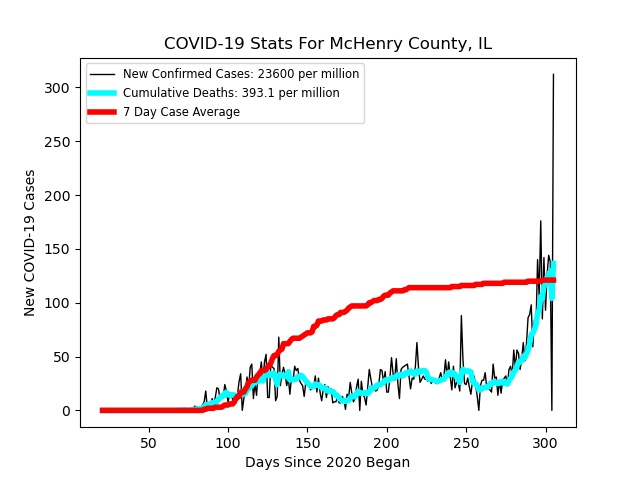 COVID-19 Stats For McHenry County, IL
New Confirmed Cases: 23600 per million
Cumulative Deaths: 393.1 per million
7 Day Case Average
New COVID-19 Cases
300
250
200
150
100
50
0
50 100 150 200 250 300
Days Since 2020 Began